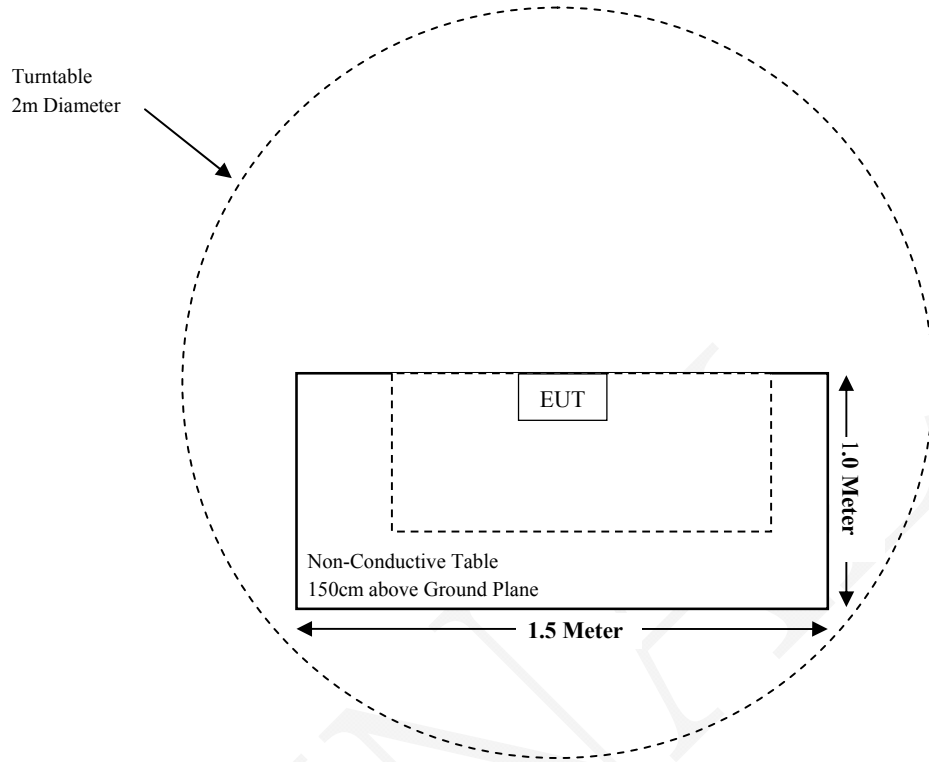 Turntable
2m Diameter
EUT
1.0 Meter
Non-Conductive Table
150cm above Ground Plane
1.5 Meter